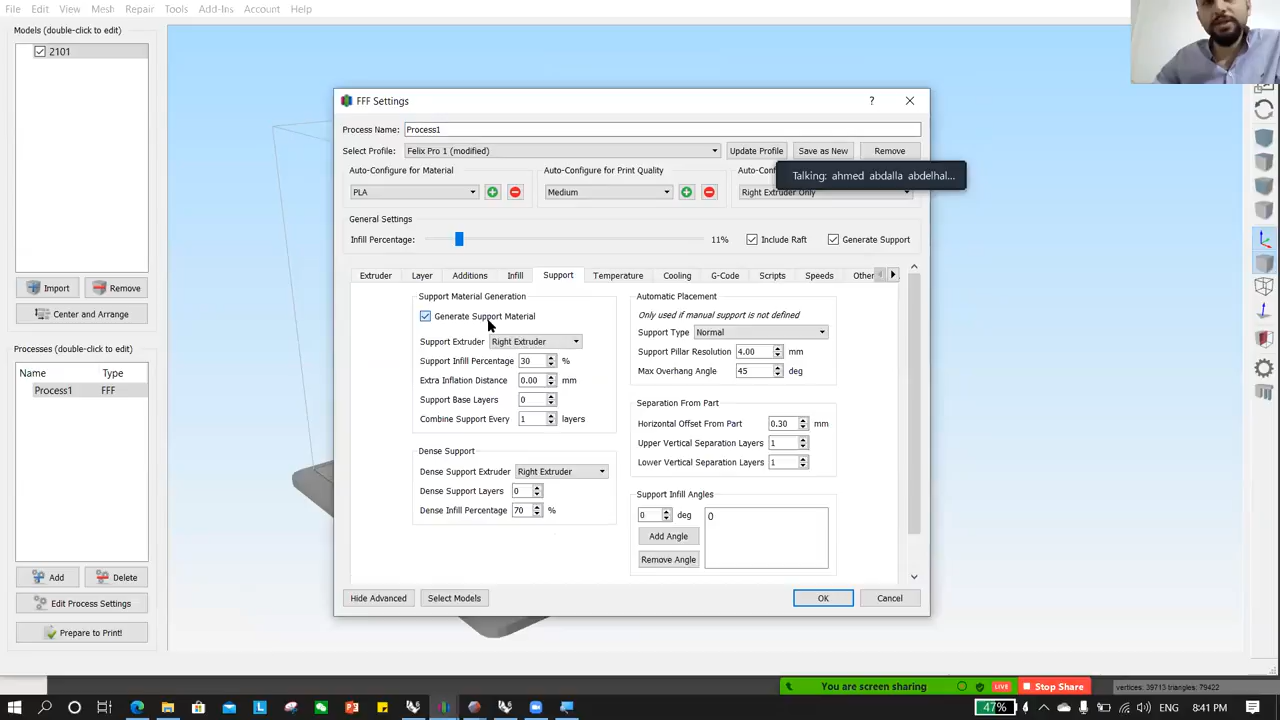 File Edit View Mesh Repair Tools Add-Ins Account Help
Models (double-click to edit)
2101
Import Remove
Center and Arrange
Processes (double-click to edit)
Name Type
Process1 FFF
Add Delete
Edit Process Settings
Prepare to Print!
FFF Settings
?
Process Name: Process1
Select Profile: Felix Pro 1 (modified) Update Profile Save as New Remove
Talking: ahmed abdalla abdelhal...
Auto-Configure for Material Auto-Configure for Print Quality
PLA Medium Right Extruder Only
General Settings
Infill Percentage: 11% Include Raft Generate Support
Extruder Layer Additions Infill Support Temperature Cooling G-Code Scripts Speeds Other
Support Material Generation
Generate Support Material
Support Extruder Right Extruder
Support Infill Percentage 30 %
Extra Inflation Distance 0.00 mm
Support Base Layers 0
Combine Support Every 1 layers
Dense Support
Dense Support Extruder Right Extruder
Dense Support Layers 0
Dense Infill Percentage 70 %
Automatic Placement
Only used if manual support is not defined
Support Type Normal
Support Pillar Resolution 4.00 mm
Max Overhang Angle 45 deg
Separation From Part
Horizontal Offset From Part 0.30 mm
Upper Vertical Separation Layers 1
Lower Vertical Separation Layers 1
Support Infill Angles
0 deg 0
Add Angle
Remove Angle
Hide Advanced Select Models OK Cancel
You are screen sharing LIVE Stop Share
vertices: 39713 triangles: 79422
47% 8:41 PM